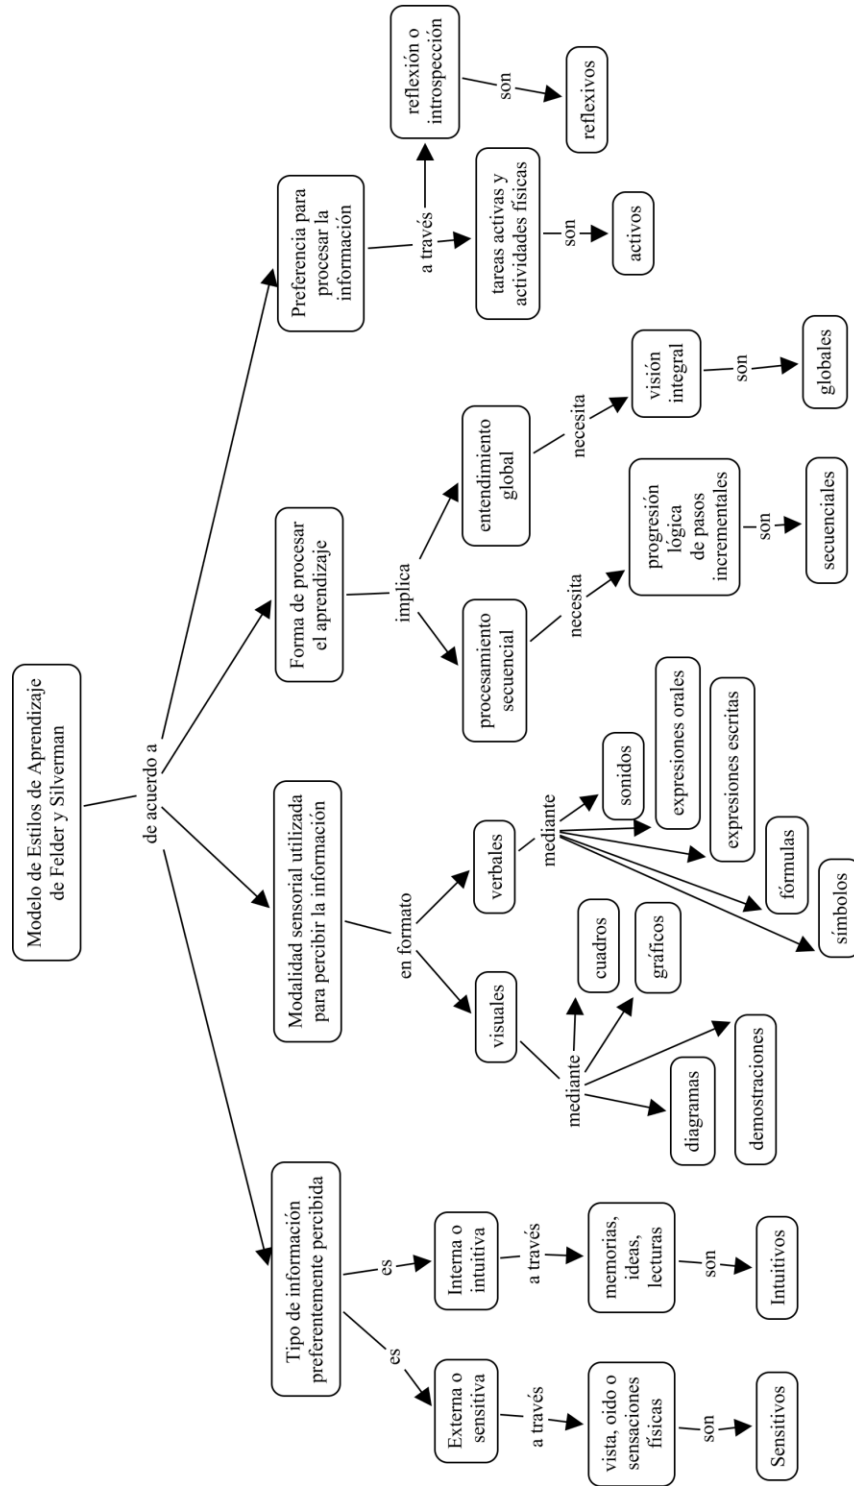 Modelo de Estilos de Aprendizaje
de Felder y Silverman
de acuerdo a
Tipo de información
preferentemente percibida
es
es
Externa o
sensitiva
a través
vista, oido o
sensaciones
físicas
son
Sensitivos
Interna o
intuitiva
a través
memorias,
ideas,
lecturas
son
Intuitivos
Modalidad sensorial utilizada
para percibir la información
en formato
visuales
mediante
diagramas
demostraciones
gráficos
cuadros
verbales
mediante
sonidos
expresiones orales
expresiones escritas
fórmulas
símbolos
Forma de procesar
el aprendizaje
implica
procesamiento
secuencial
necesita
progresión
lógica
de pasos
incrementales
son
secuenciales
entendimiento
global
necesita
visión
integral
son
globales
Preferencia para
procesar la
información
a través
tareas activas y
actividades físicas
son
activos
reflexión o
introspección
son
reflexivos